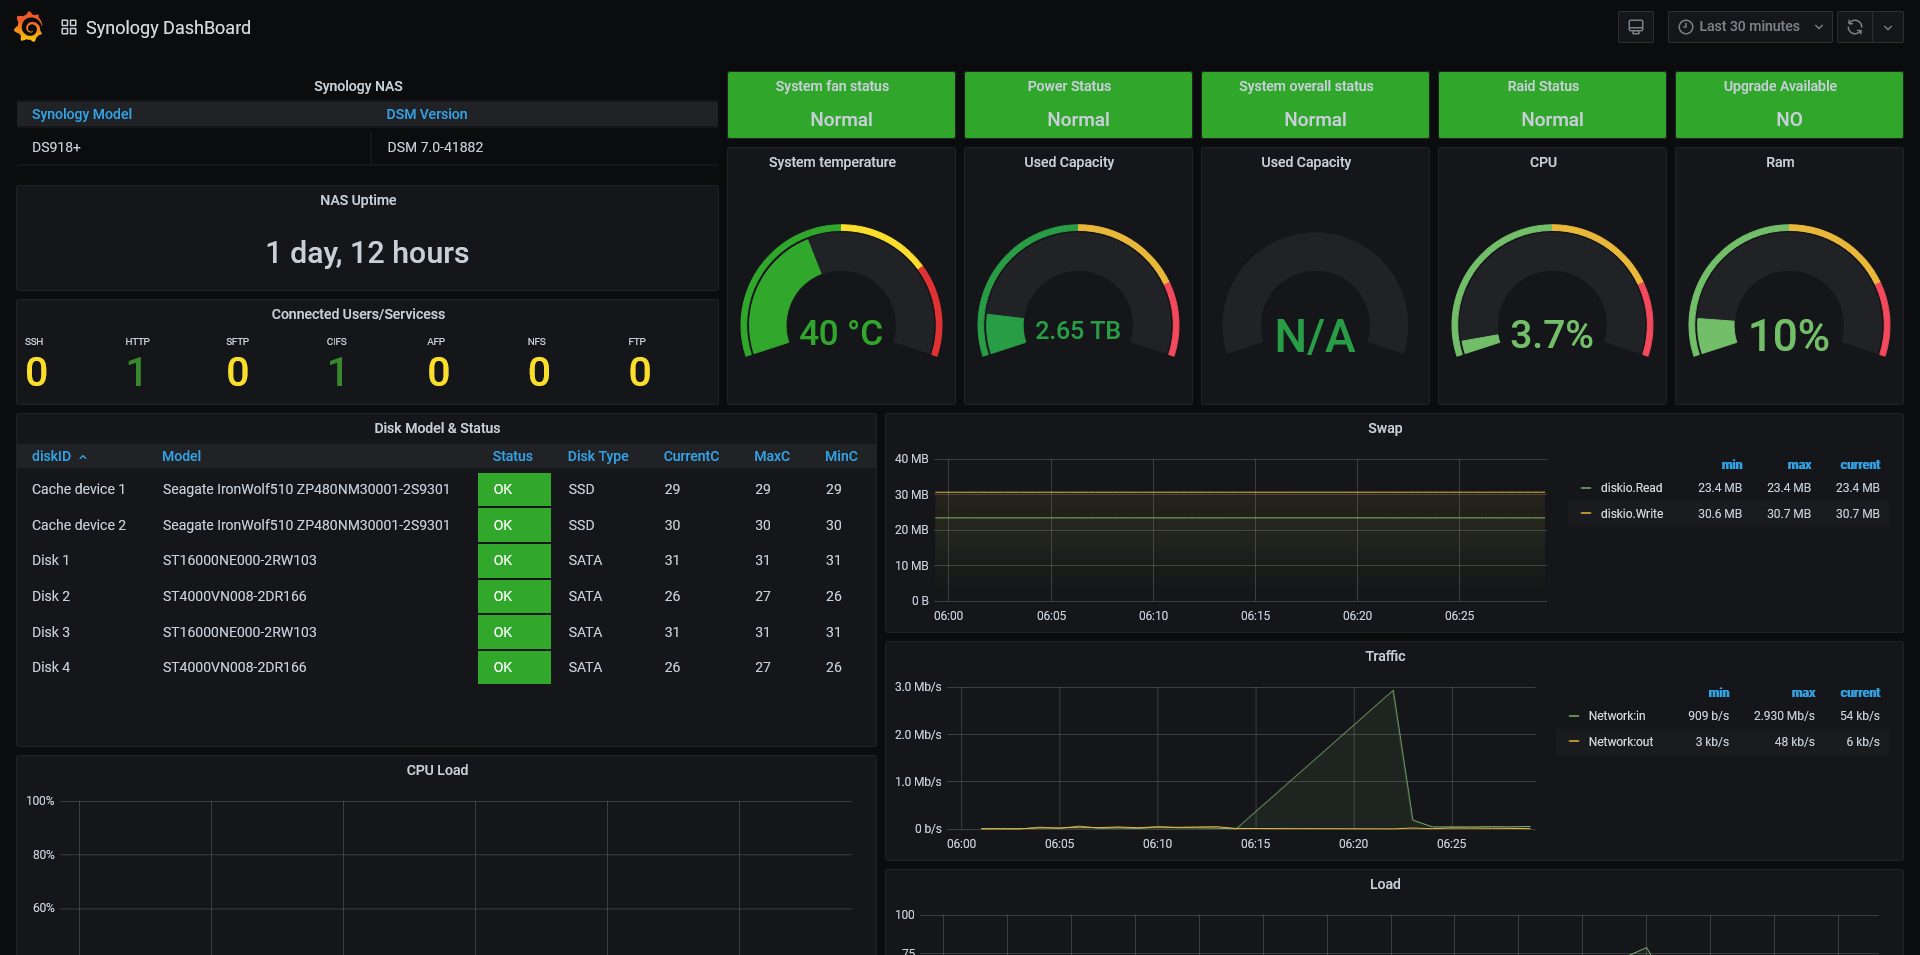 Synology DashBoard
Last 30 minutes
Synology NAS
Synology Model DSM Version
DS918+ DSM 7.0-41882
NAS Uptime
1 day, 12 hours
Connected Users/Servicess
SSH HTTP SFTP CIFS AFP NFS FTP
0 1 0 1 0 0 0
System fan status
Normal
Power Status
Normal
System overall status
Normal
Raid Status
Normal
Upgrade Available
NO
System temperature
40 °C
Used Capacity
2.65 TB
Used Capacity
N/A
CPU
3.7%
Ram
10%
Disk Model & Status
diskID Model Status Disk Type CurrentC MaxC MinC
Cache device 1 Seagate IronWolf510 ZP480NM30001-2S9301 OK SSD 29 29 29
Cache device 2 Seagate IronWolf510 ZP480NM30001-2S9301 OK SSD 30 30 30
Disk 1 ST16000NE000-2RW103 OK SATA 31 31 31
Disk 2 ST4000VN008-2DR166 OK SATA 26 27 26
Disk 3 ST16000NE000-2RW103 OK SATA 31 31 31
Disk 4 ST4000VN008-2DR166 OK SATA 26 27 26
Swap
40 MB
30 MB
20 MB
10 MB
0 B
06:00 06:05 06:10 06:15 06:20 06:25
min max current
diskio.Read 23.4 MB 23.4 MB 23.4 MB
diskio.Write 30.6 MB 30.7 MB 30.7 MB
Traffic
3.0 Mb/s
2.0 Mb/s
1.0 Mb/s
0 b/s
06:00 06:05 06:10 06:15 06:20 06:25
min max current
Network:in 909 b/s 2.930 Mb/s 54 kb/s
Network:out 3 kb/s 48 kb/s 6 kb/s
CPU Load
100%
80%
60%
Load
100
75